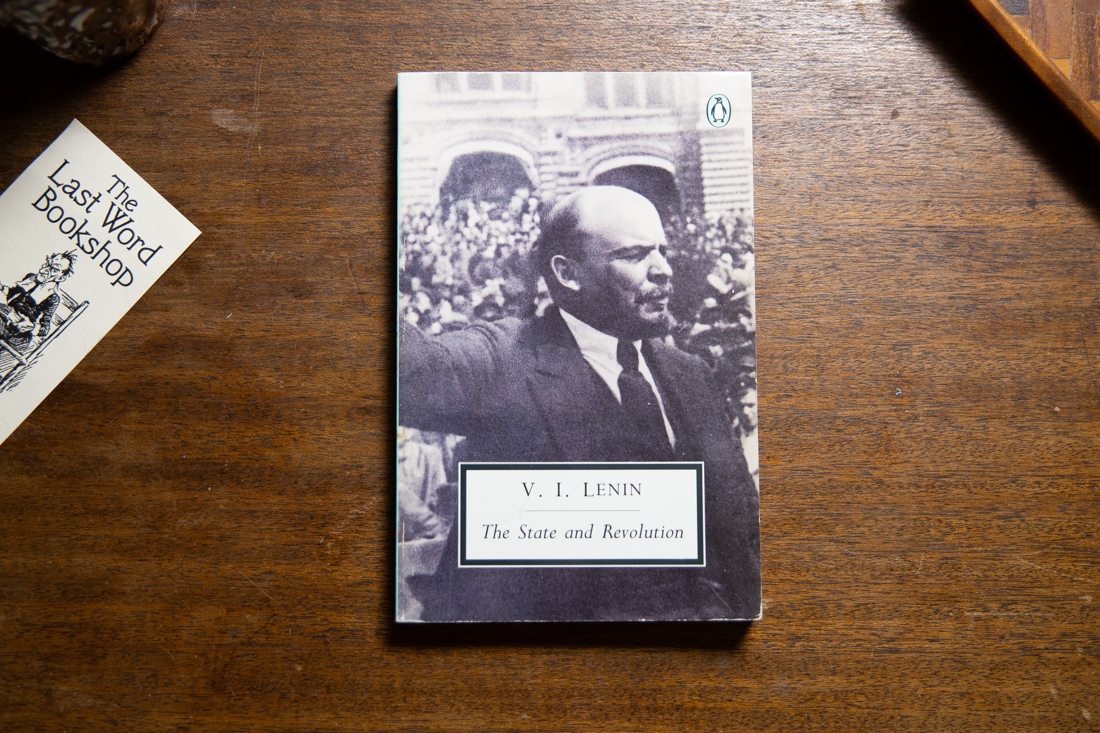 The
Last Word
Bookshop
V. I. LENIN
The State and Revolution